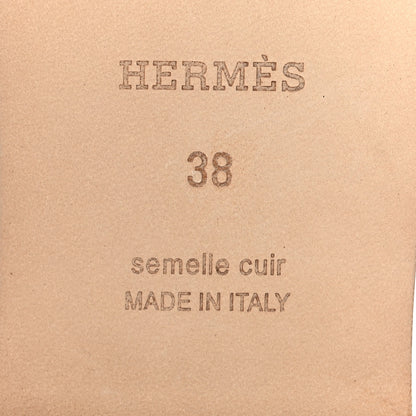 HERMÈS
38
semelle cuir
MADE IN ITALY